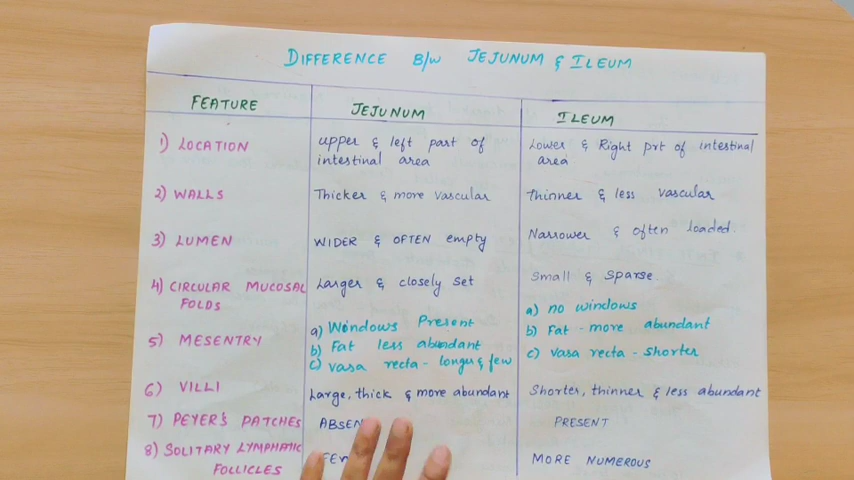 DIFFERENCE B/W JEJUNUM & ILEUM
FEATURE JEJUNUM ILEUM
1) LOCATION upper & left part of intestinal area Lower & Right prt of intestinal area
2) WALLS Thicker & more vascular Thinner & less vascular
3) LUMEN WIDER & OFTEN empty Narrower & often loaded.
4) CIRCULAR MUCOSAL FOLDS Larger & closely set Small & sparse.
5) MESENTRY
a) Windows Present
b) Fat less abundant
c) vasa recta - longer & few
a) no windows
b) Fat - more abundant
c) vasa recta - shorter
6) VILLI Large, thick & more abundant Shorter, thinner & less abundant
7) PEYER'S PATCHES PRESENT
8) SOLITARY LYMPHATIC FOLLICLES MORE NUMEROUS